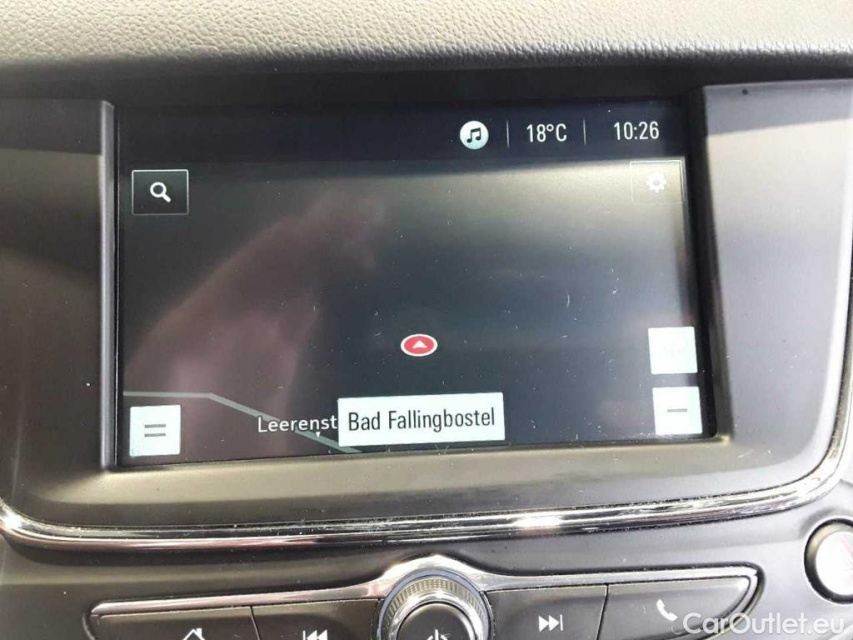 18°C
10:26
Leerenst
Bad Fallingbostel
CarOutlet.eu